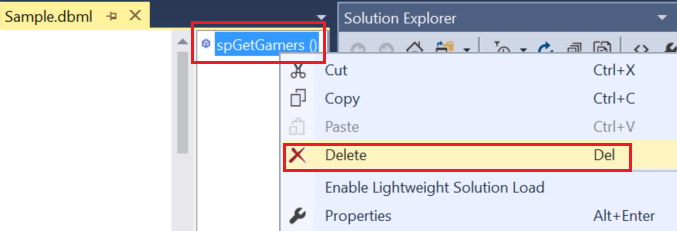 Sample.dbml
Solution Explorer
spGetGamers ()
Cut Ctrl+X
Copy Ctrl+C
Paste Ctrl+V
Delete Del
Enable Lightweight Solution Load
Properties Alt+Enter